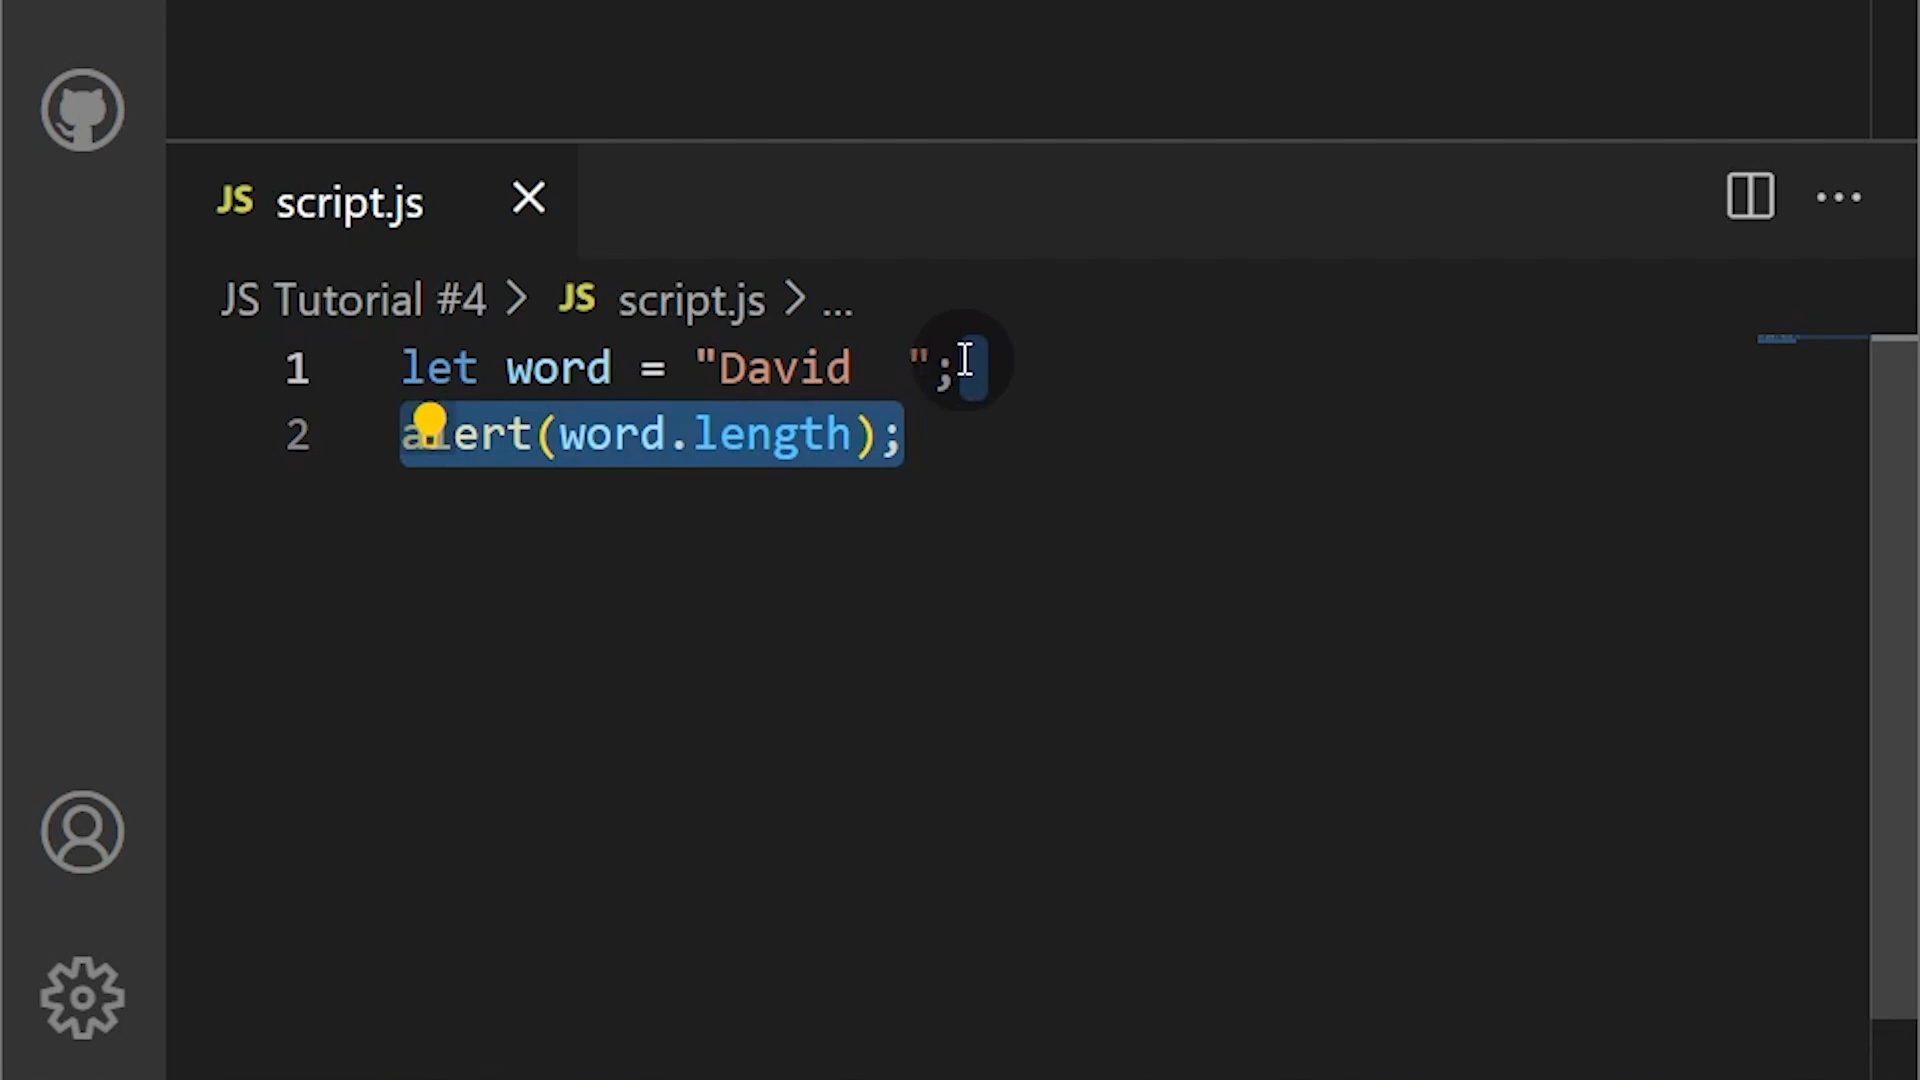 JS script.js
JS Tutorial #4 > JS script.js > ...
1 let word = "David  ";
2 alert(word.length);